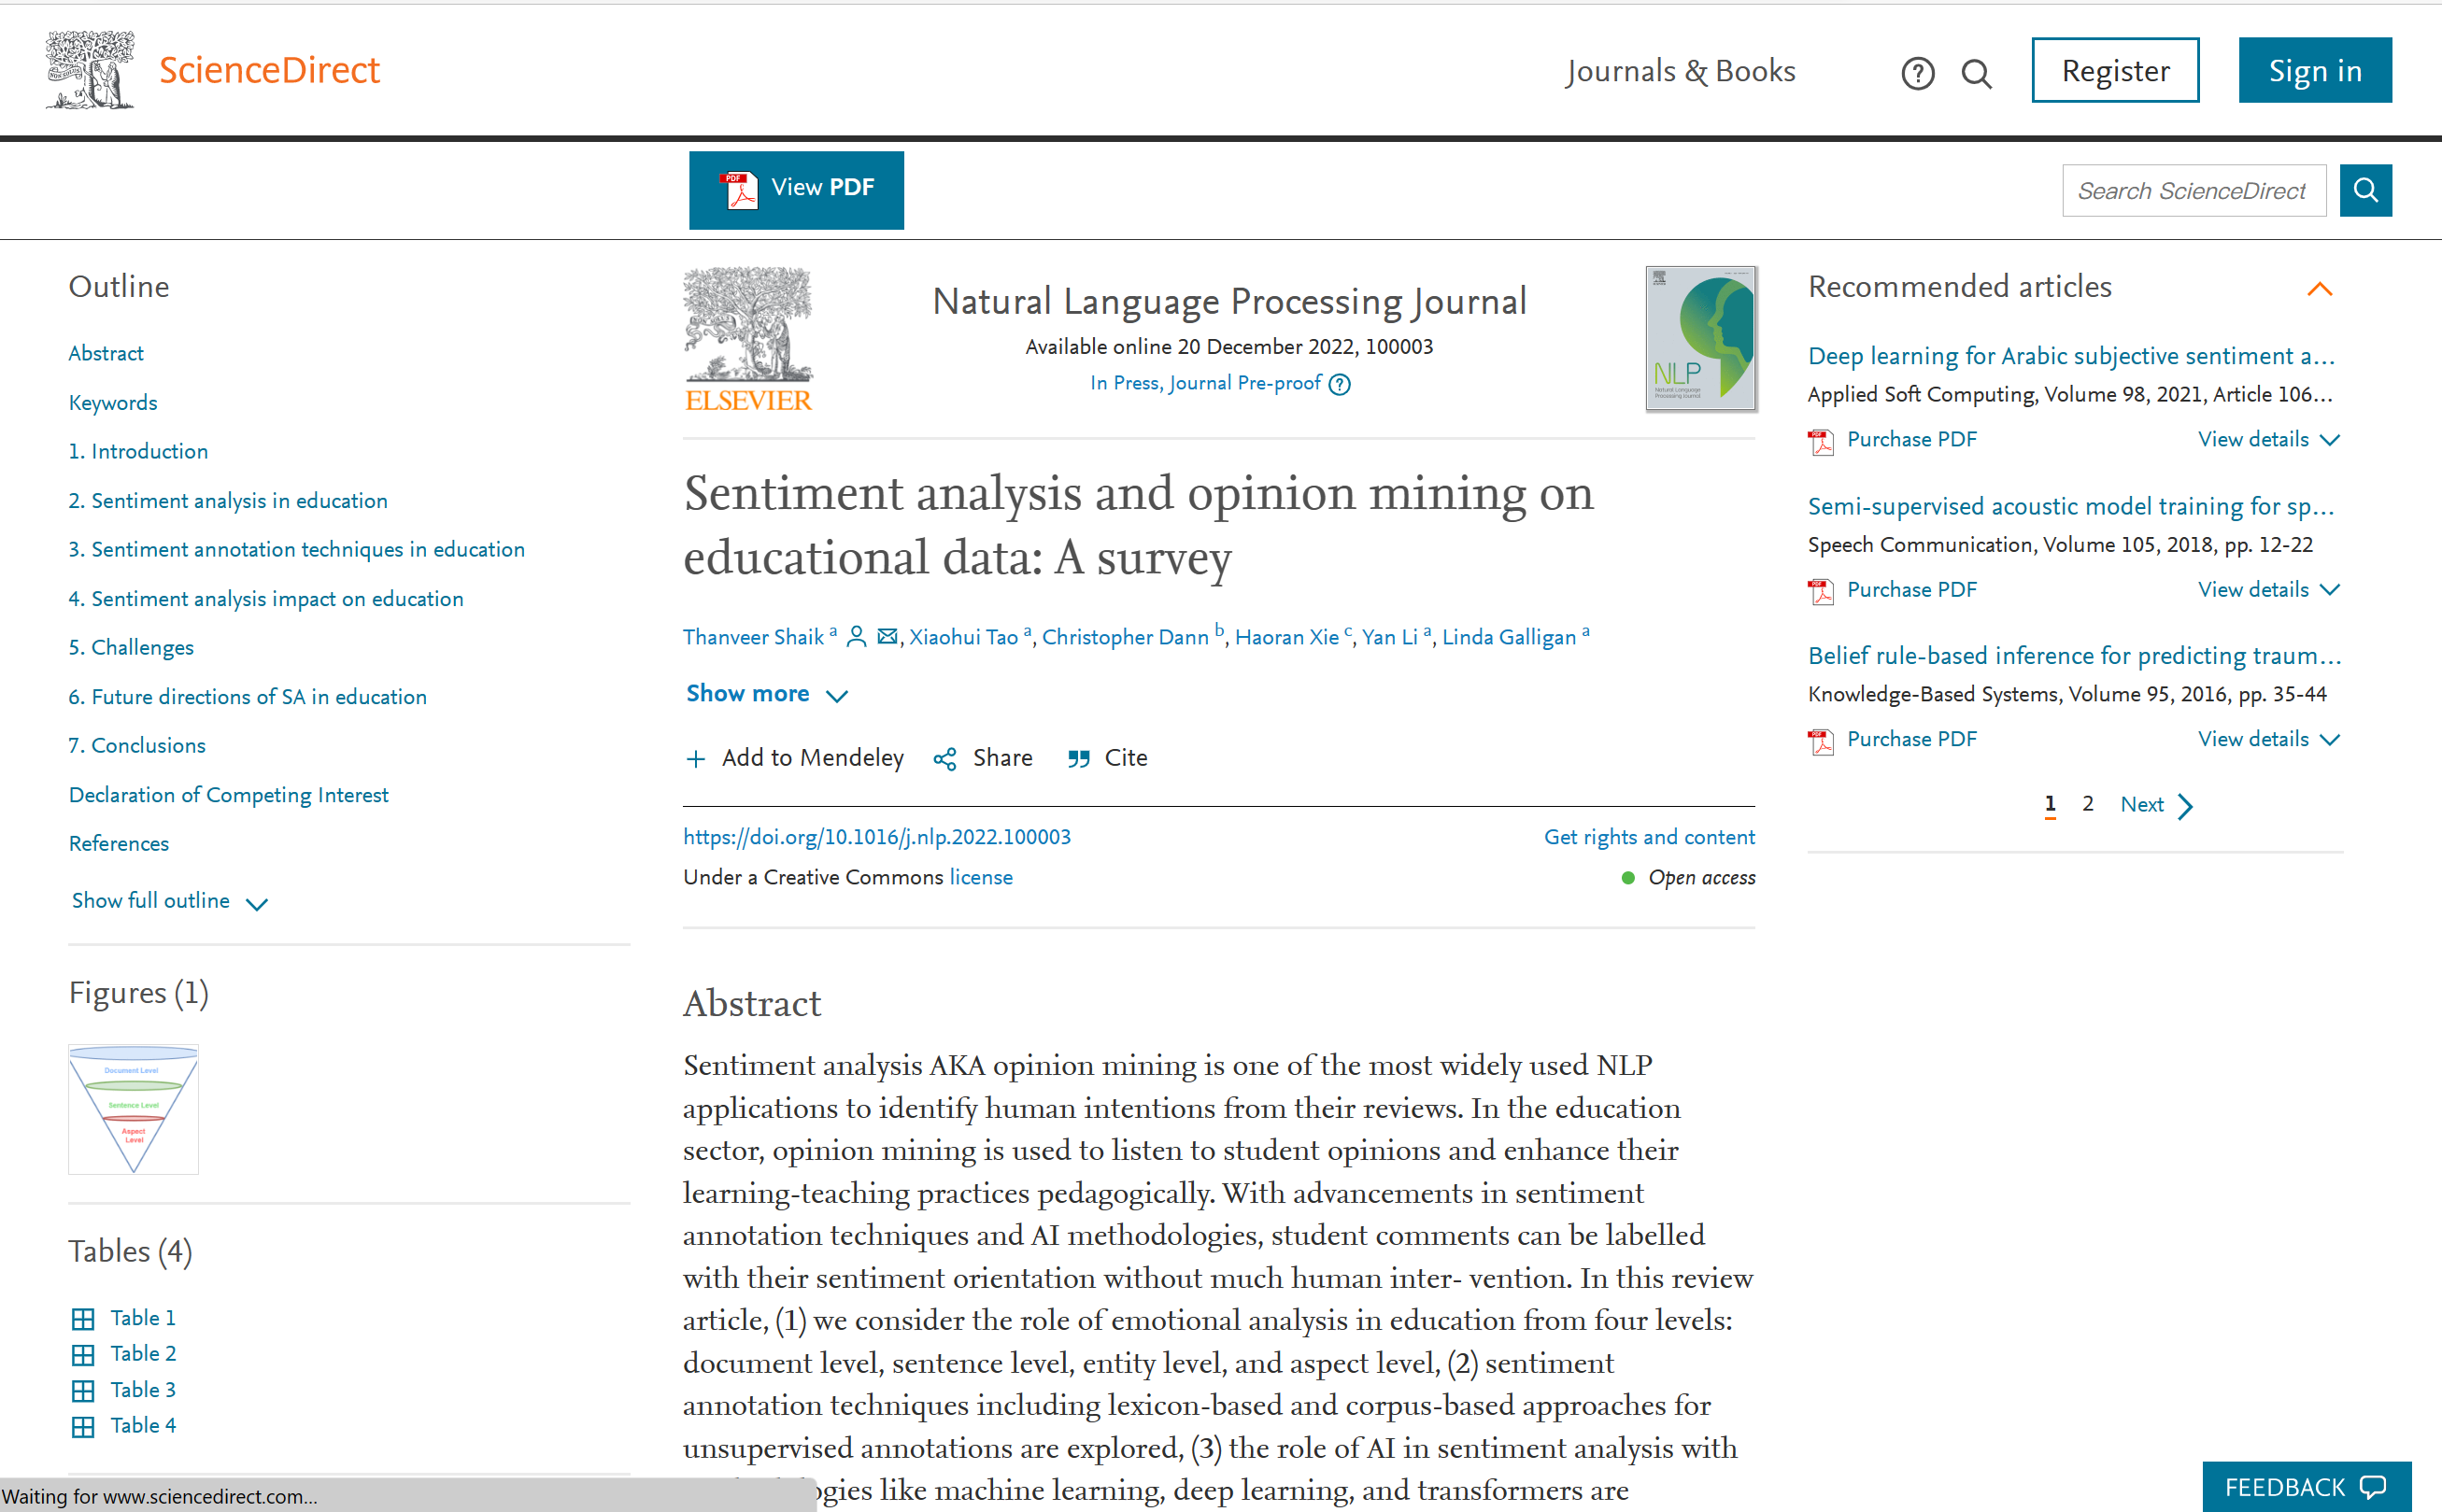 ScienceDirect
Journals & Books
Register
Sign in
View PDF
Search ScienceDirect
Outline
Abstract
Keywords
1. Introduction
2. Sentiment analysis in education
3. Sentiment annotation techniques in education
4. Sentiment analysis impact on education
5. Challenges
6. Future directions of SA in education
7. Conclusions
Declaration of Competing Interest
References
Show full outline
Figures (1)
Document Level
Sentence Level
Aspect
Level
Tables (4)
Table 1
Table 2
Table 3
Table 4
Waiting for www.sciencedirect.com...
ELSEVIER
Natural Language Processing Journal
Available online 20 December 2022, 100003
In Press, Journal Pre-proof
NLP
Natural Language
Processing Journal
Sentiment analysis and opinion mining on
educational data: A survey
Thanveer Shaik a, Xiaohui Tao a, Christopher Dann b, Haoran Xie c, Yan Li a, Linda Galligan a
Show more
Add to Mendeley Share Cite
https://doi.org/10.1016/j.nlp.2022.100003
Get rights and content
Under a Creative Commons license
Open access
Abstract
Sentiment analysis AKA opinion mining is one of the most widely used NLP
applications to identify human intentions from their reviews. In the education
sector, opinion mining is used to listen to student opinions and enhance their
learning-teaching practices pedagogically. With advancements in sentiment
annotation techniques and AI methodologies, student comments can be labelled
with their sentiment orientation without much human inter- vention. In this review
article, (1) we consider the role of emotional analysis in education from four levels:
document level, sentence level, entity level, and aspect level, (2) sentiment
annotation techniques including lexicon-based and corpus-based approaches for
unsupervised annotations are explored, (3) the role of AI in sentiment analysis with
ogies like machine learning, deep learning, and transformers are
Recommended articles
Deep learning for Arabic subjective sentiment a...
Applied Soft Computing, Volume 98, 2021, Article 106...
Purchase PDF View details
Semi-supervised acoustic model training for sp...
Speech Communication, Volume 105, 2018, pp. 12-22
Purchase PDF View details
Belief rule-based inference for predicting traum...
Knowledge-Based Systems, Volume 95, 2016, pp. 35-44
Purchase PDF View details
1 2 Next
FEEDBACK